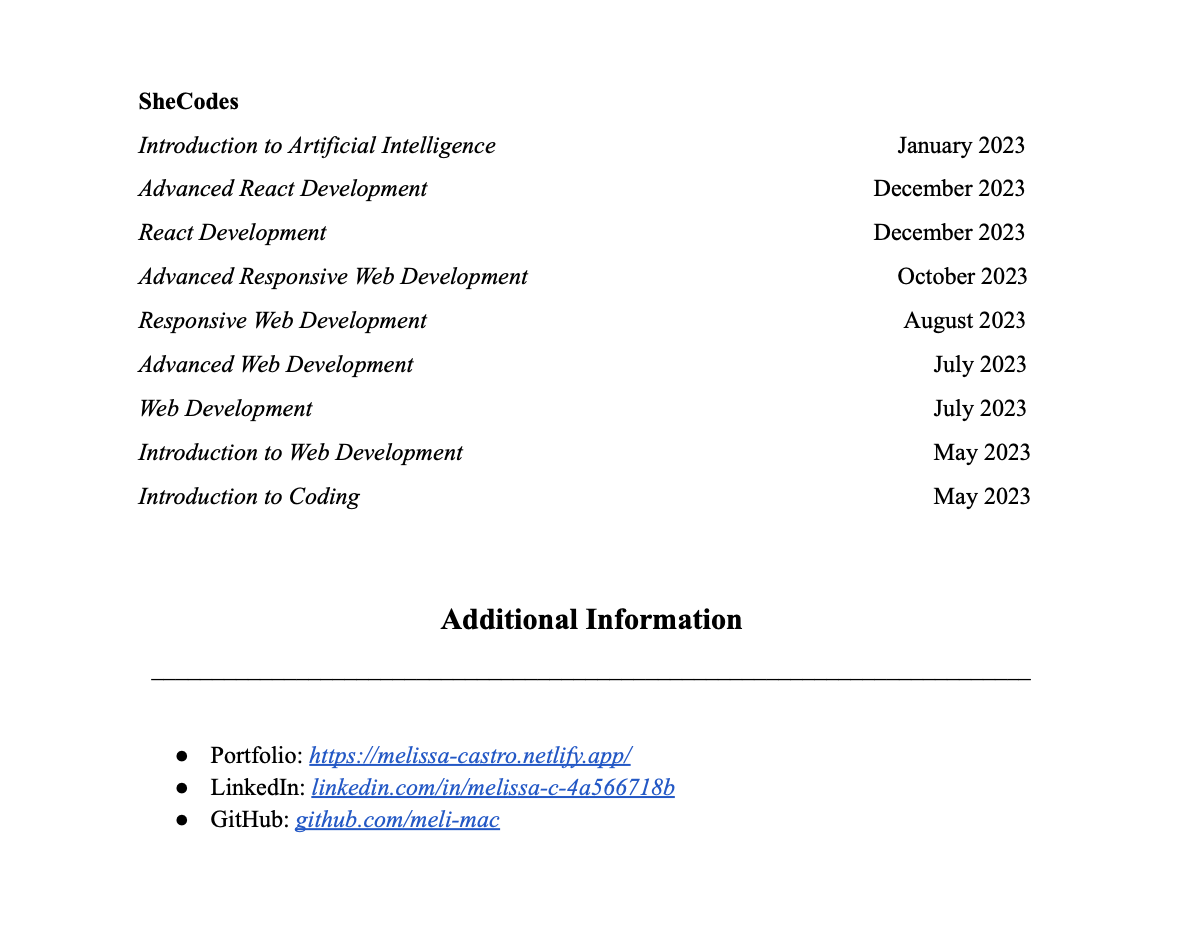 SheCodes
Introduction to Artificial Intelligence January 2023
Advanced React Development December 2023
React Development December 2023
Advanced Responsive Web Development October 2023
Responsive Web Development August 2023
Advanced Web Development July 2023
Web Development July 2023
Introduction to Web Development May 2023
Introduction to Coding May 2023
Additional Information
● Portfolio: https://melissa-castro.netlify.app/
● LinkedIn: linkedin.com/in/melissa-c-4a566718b
● GitHub: github.com/meli-mac